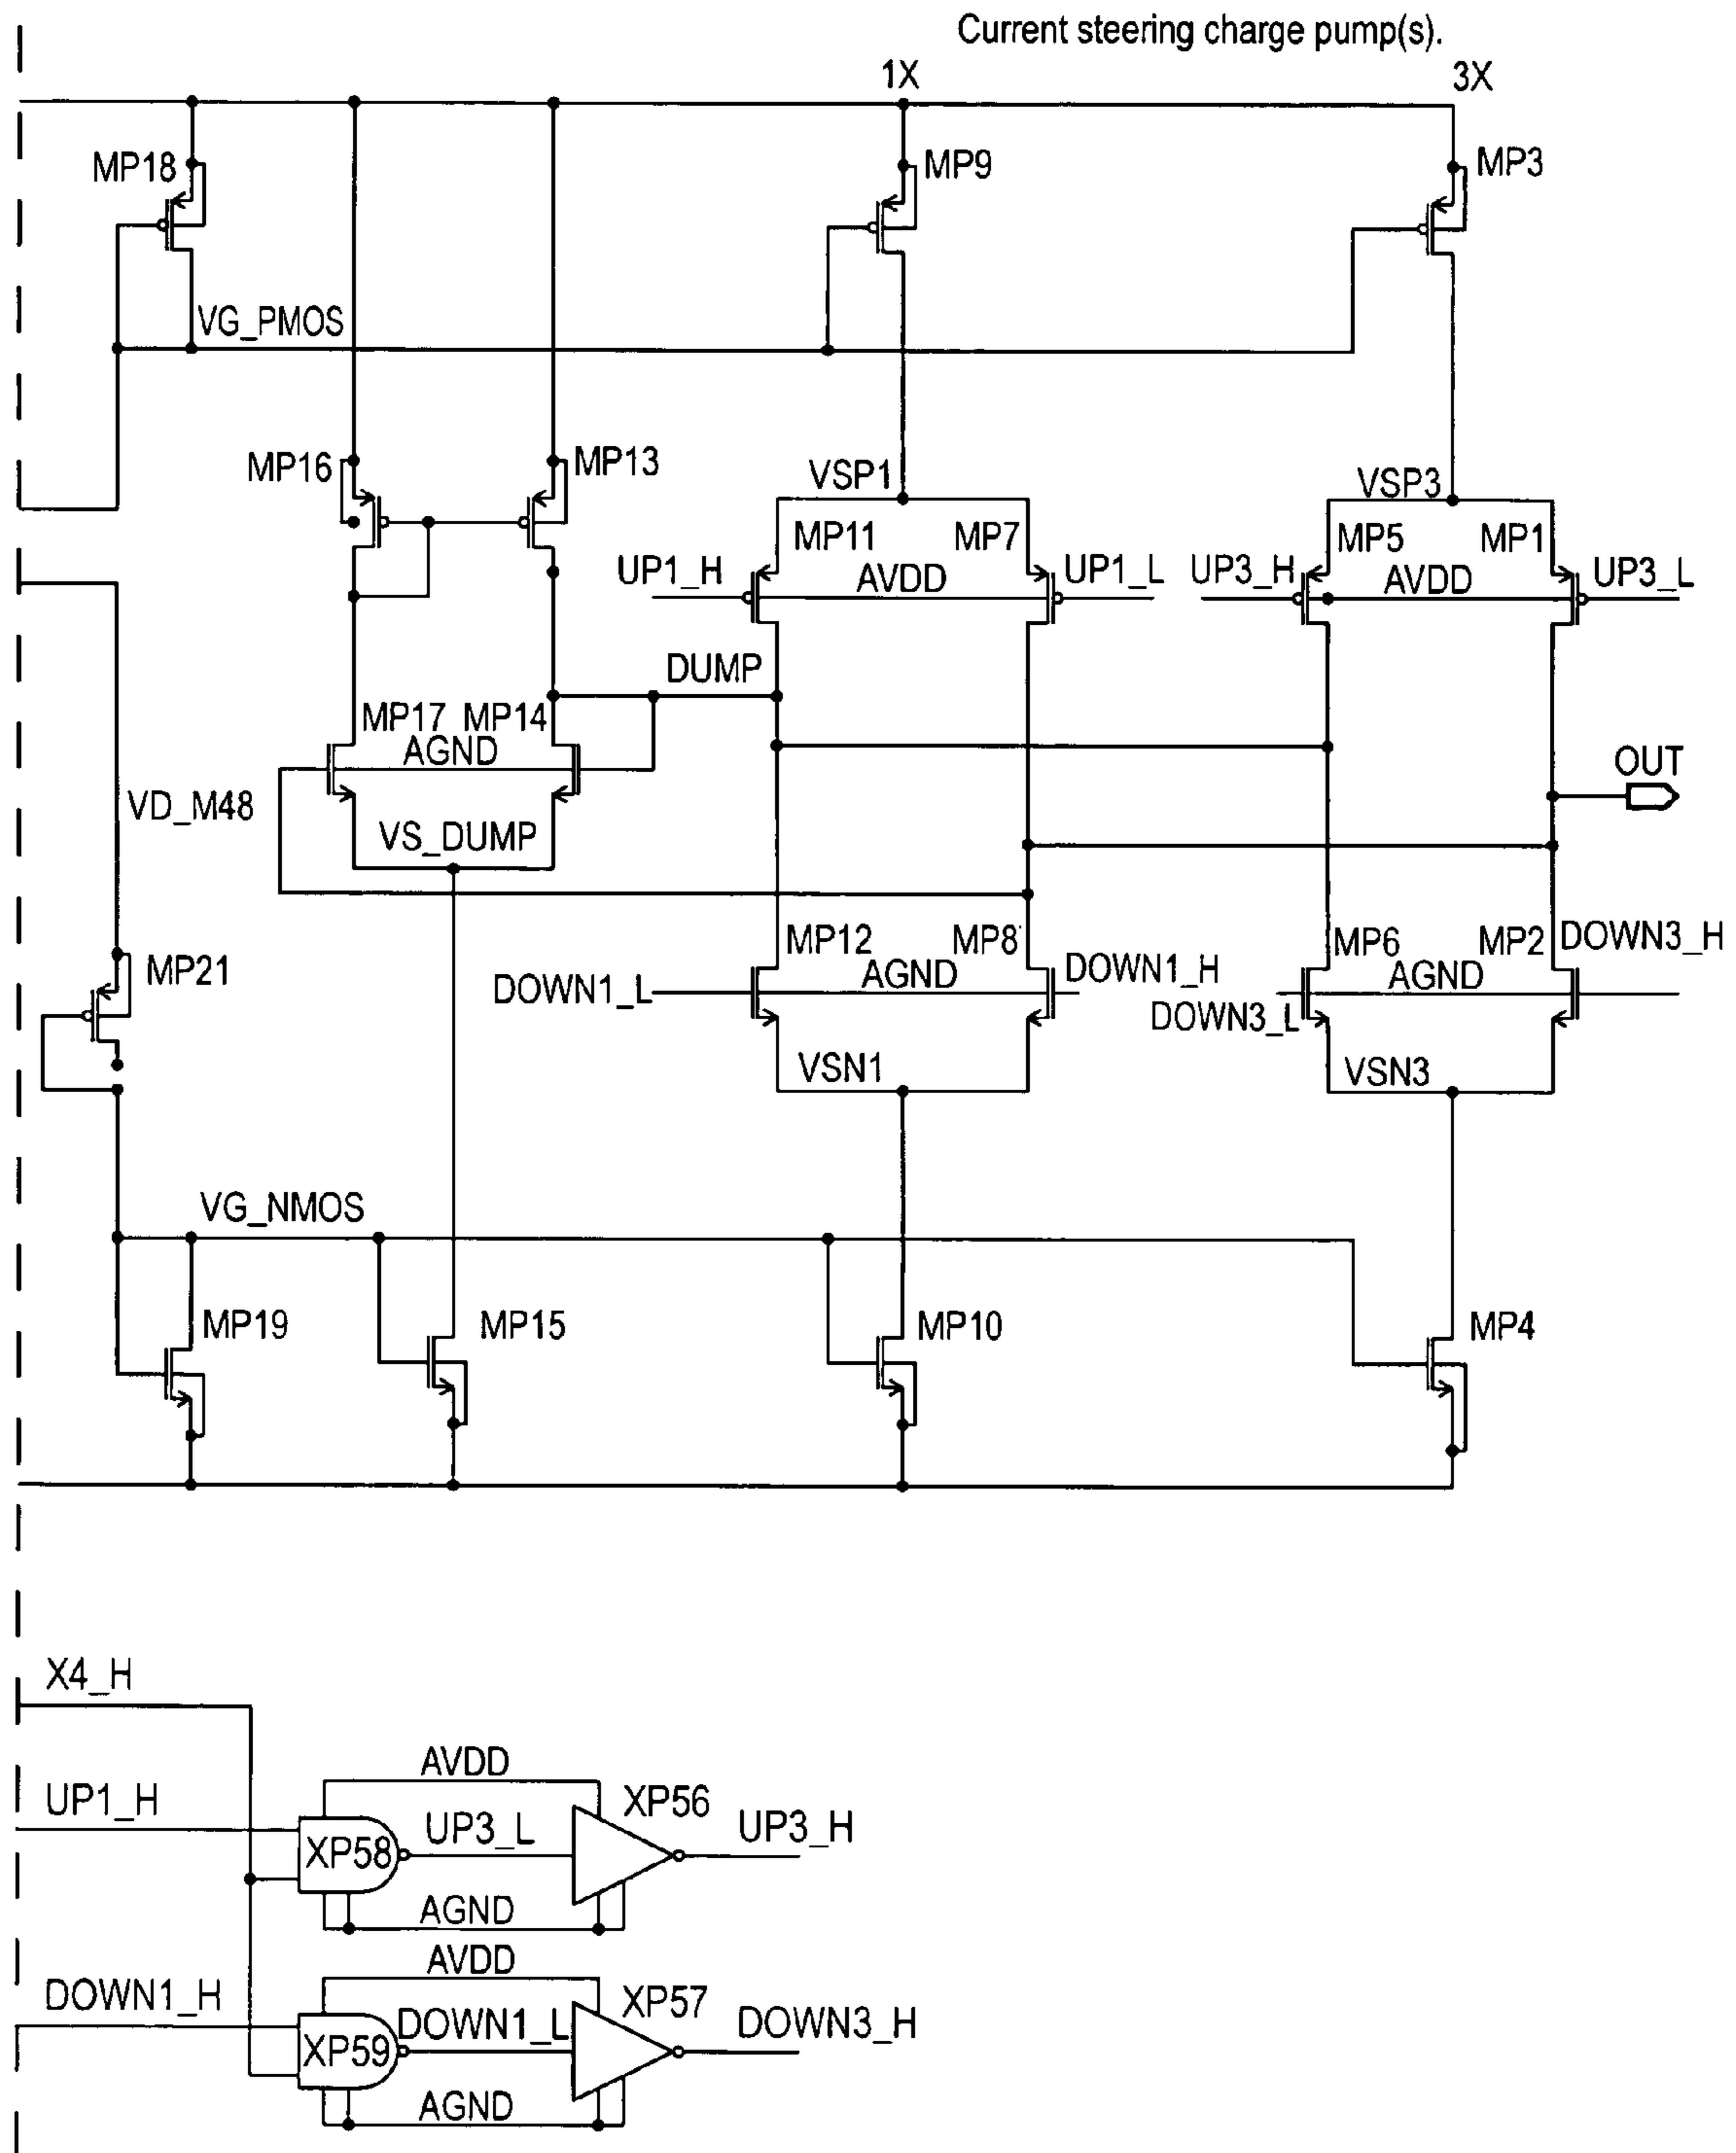 Current steering charge pump(s).
1X
3X
MP18
MP9
MP3
VG_PMOS
MP16
MP13
VSP1
VSP3
MP11
MP7
MP5
MP1
UP1_H
AVDD
UP1_L
UP3_H
AVDD
UP3_L
DUMP
MP17
MP14
AGND
OUT
VD_M48
VS_DUMP
MP12
MP8
MP6
MP2
DOWN3_H
MP21
DOWN1_L
AGND
DOWN1_H
AGND
DOWN3_L
VSN1
VSN3
VG_NMOS
MP19
MP15
MP10
MP4
X4_H
AVDD
UP1_H
XP56
UP3_L
UP3_H
XP58
AGND
AVDD
DOWN1_H
XP57
DOWN1_L
DOWN3_H
XP59
AGND